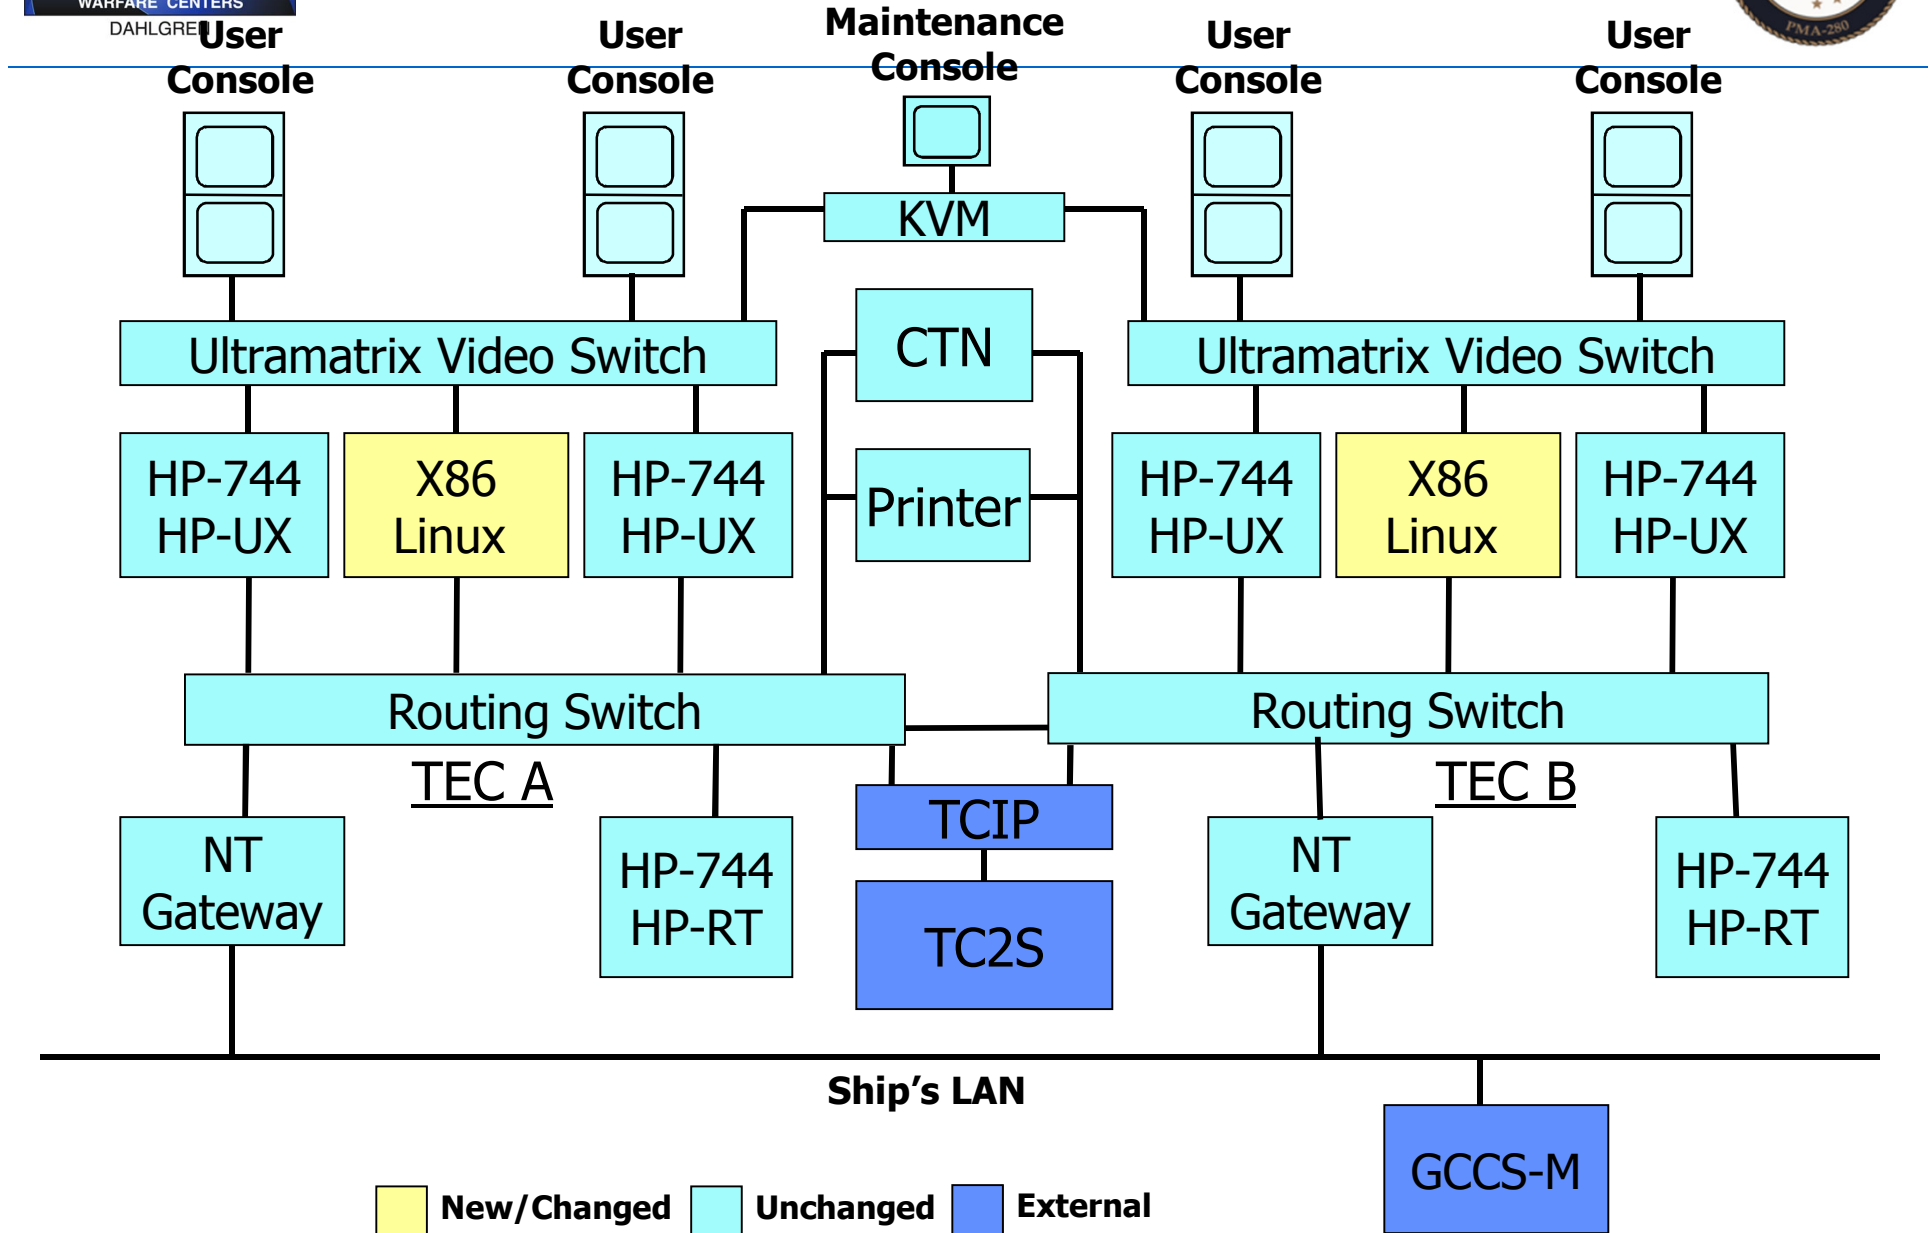 WARFARE CENTERS
DAHLGREN
PMA-280
User
Console
User
Console
Maintenance
Console
User
Console
User
Console
KVM
Ultramatrix Video Switch
CTN
Ultramatrix Video Switch
HP-744
HP-UX
X86
Linux
HP-744
HP-UX
Printer
HP-744
HP-UX
X86
Linux
HP-744
HP-UX
Routing Switch
Routing Switch
TEC A
TEC B
TCIP
NT
Gateway
HP-744
HP-RT
TC2S
NT
Gateway
HP-744
HP-RT
Ship’s LAN
GCCS-M
New/Changed
Unchanged
External